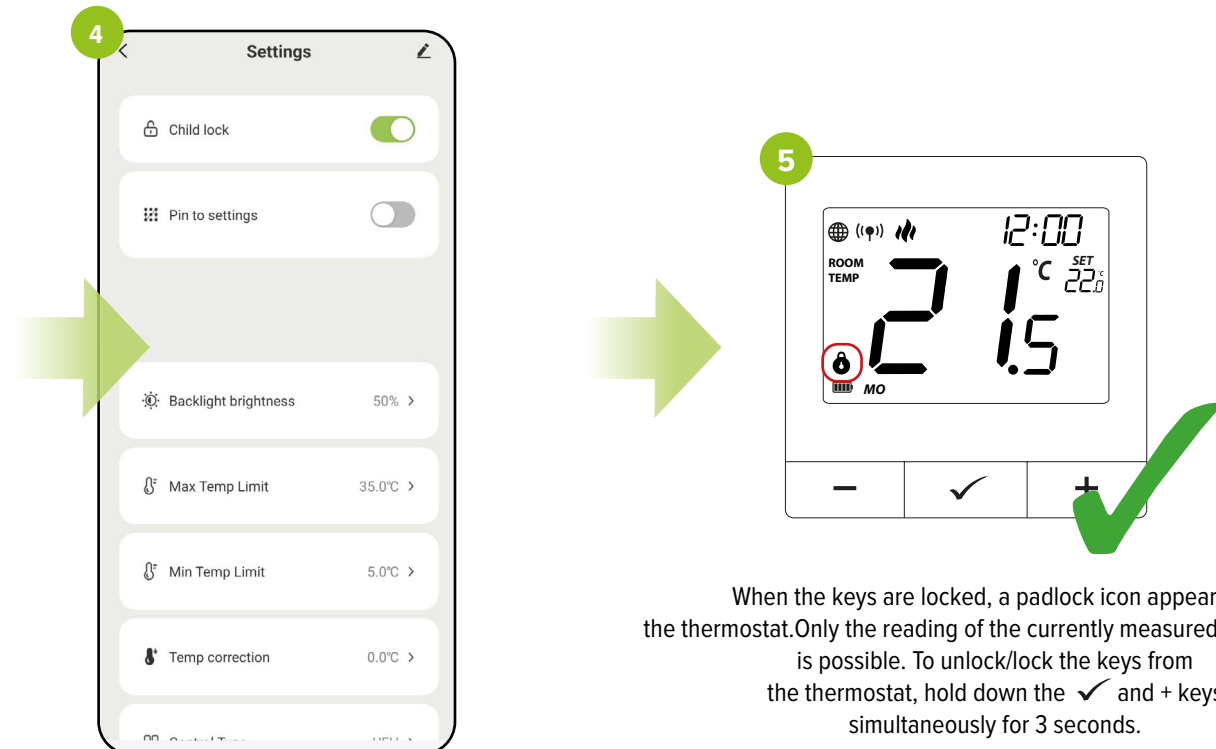 4
Settings
Child lock
Pin to settings
Backlight brightness 50%
Max Temp Limit 35.0℃
Min Temp Limit 5.0℃
Temp correction 0.0℃
5
12:00
ROOM
TEMP
21.5 °C
SET
22.0 °C
MO
− ✓ +
When the keys are locked, a padlock icon appear
the thermostat.Only the reading of the currently measured
is possible. To unlock/lock the keys from
the thermostat, hold down the ✓ and + keys
simultaneously for 3 seconds.